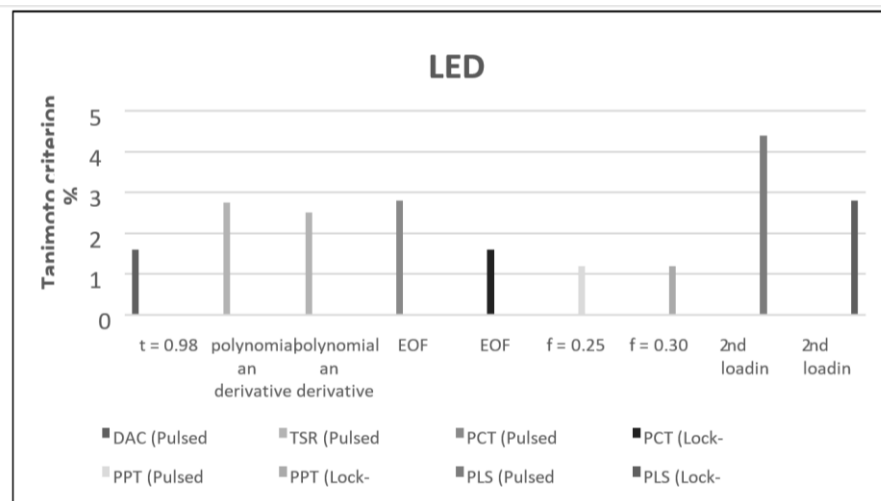 LED
Tanimoto criterion
%
5
4
3
2
1
0
t = 0.98 polynomial polynomial EOF EOF f = 0.25 f = 0.30 2nd 2nd
an an loadin loadin
derivative derivative
DAC (Pulsed TSR (Pulsed PCT (Pulsed PCT (Lock-
PPT (Pulsed PPT (Lock- PLS (Pulsed PLS (Lock-